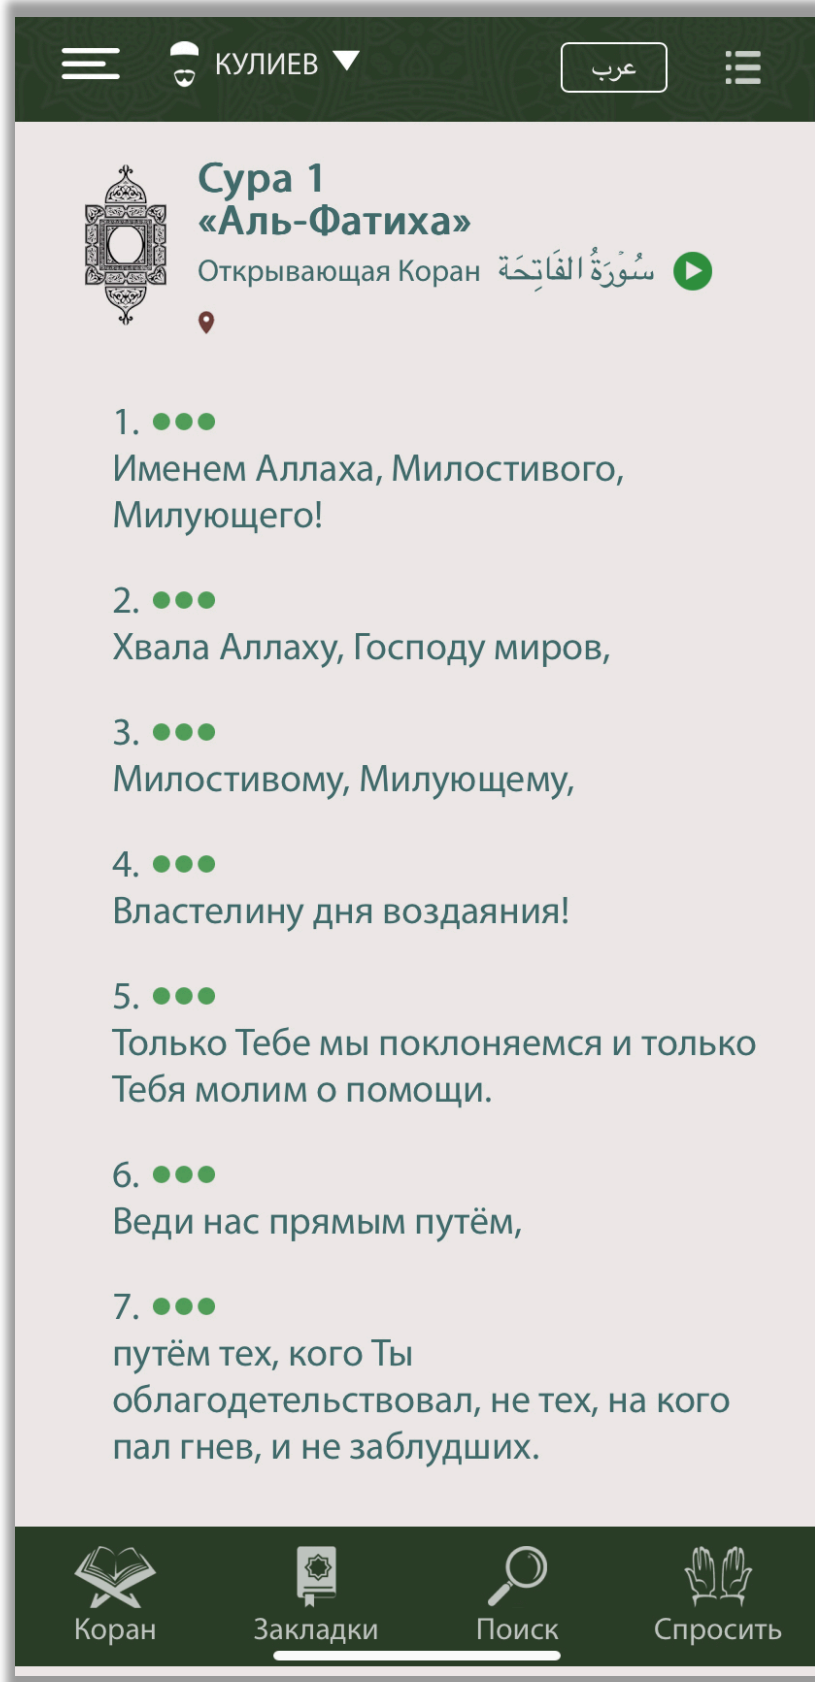 КУЛИЕВ ▼ عرب
Сура 1
«Аль-Фатиха»
Открывающая Коран سُوْرَةُ الفَاتِحَة
1.
Именем Аллаха, Милостивого,
Милующего!
2.
Хвала Аллаху, Господу миров,
3.
Милостивому, Милующему,
4.
Властелину дня воздаяния!
5.
Только Тебе мы поклоняемся и только
Тебя молим о помощи.
6.
Веди нас прямым путём,
7.
путём тех, кого Ты
облагодетельствовал, не тех, на кого
пал гнев, и не заблудших.
Коран Закладки Поиск Спросить